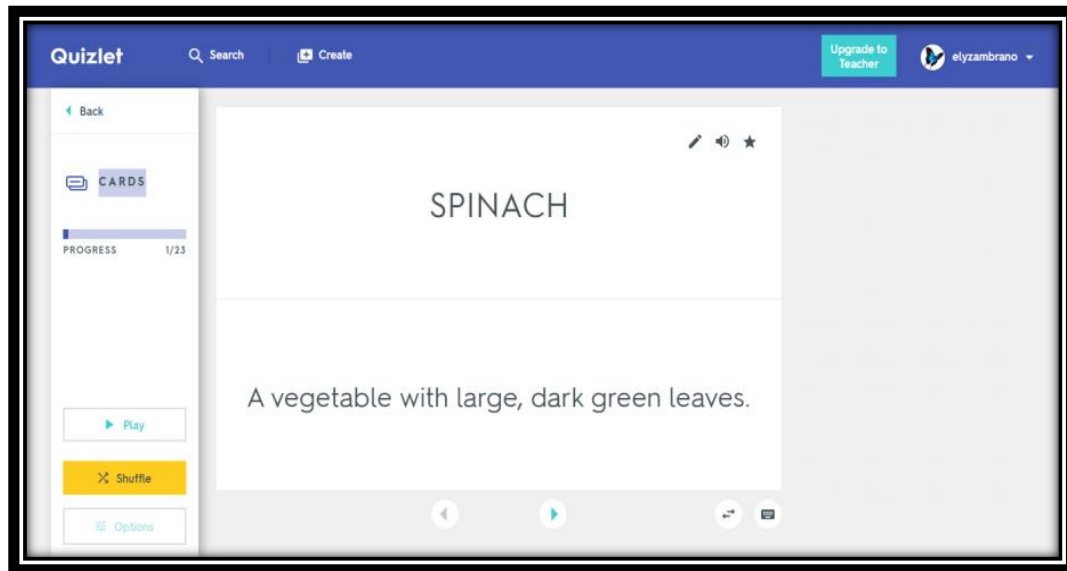 Quizlet
Search
Create
Upgrade to
Teacher
elyzambrano
Back
CARDS
PROGRESS 1/23
Play
Shuffle
Options
SPINACH
A vegetable with large, dark green leaves.